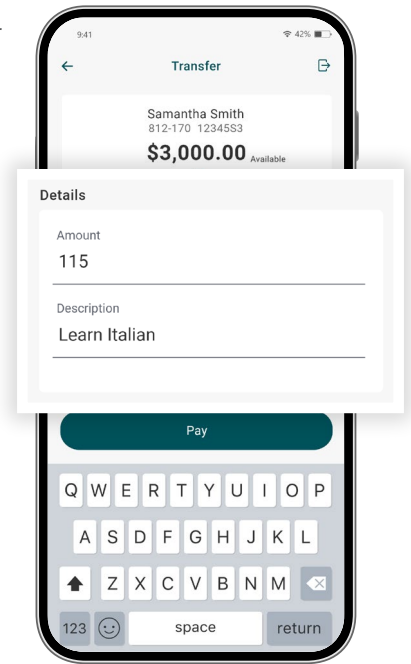 9:41 42%
Transfer
Samantha Smith
812-170 12345S3
$3,000.00 Available
Details
Amount
115
Description
Learn Italian
Pay
Q W E R T Y U I O P
A S D F G H J K L
Z X C V B N M
123 space return